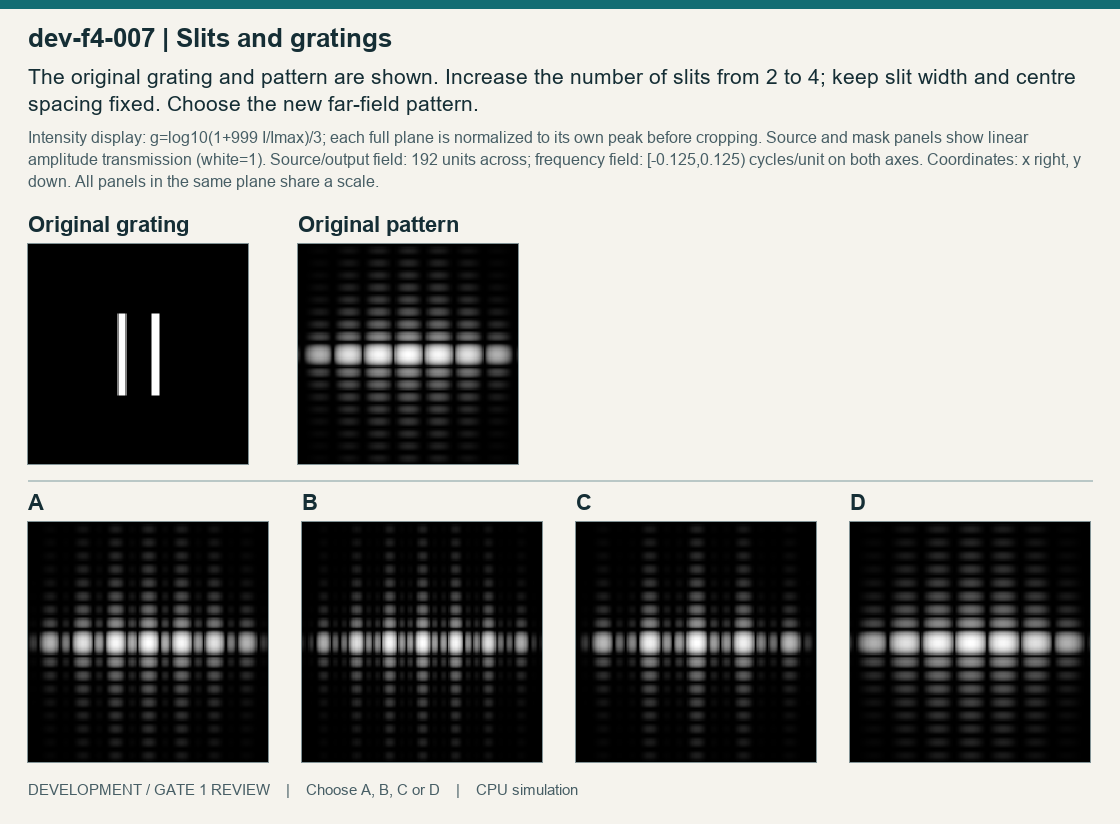 dev-f4-007 | Slits and gratings
The original grating and pattern are shown. Increase the number of slits from 2 to 4; keep slit width and centre
spacing fixed. Choose the new far-field pattern.
Intensity display: g=log10(1+999 I/Imax)/3; each full plane is normalized to its own peak before cropping. Source and mask panels show linear
amplitude transmission (white=1). Source/output field: 192 units across; frequency field: [-0.125,0.125) cycles/unit on both axes. Coordinates: x right, y
down. All panels in the same plane share a scale.
Original grating
Original pattern
A
B
C
D
DEVELOPMENT / GATE 1 REVIEW | Choose A, B, C or D | CPU simulation